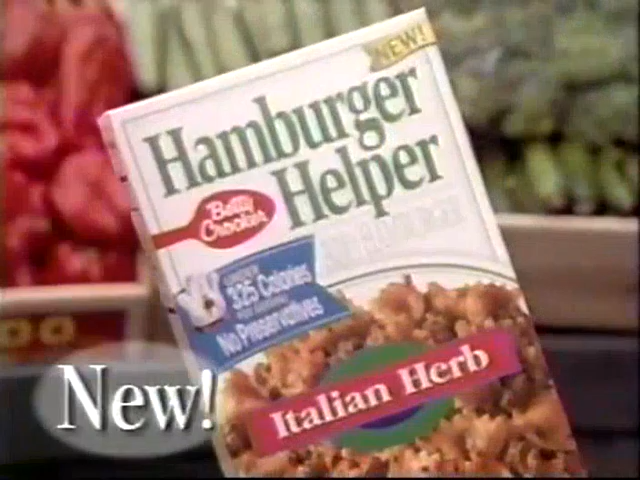 NEW!
Hamburger
Helper
Betty
Crocker
325 Calories
No Preservatives
Italian Herb
New!